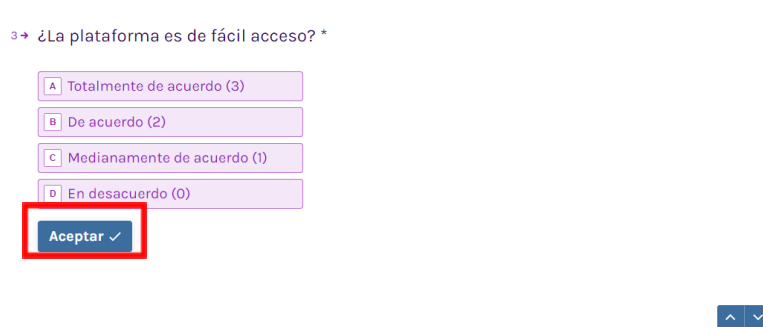 3→ ¿La plataforma es de fácil acceso? *
A Totalmente de acuerdo (3)
B De acuerdo (2)
C Medianamente de acuerdo (1)
D En desacuerdo (0)
Aceptar ✓